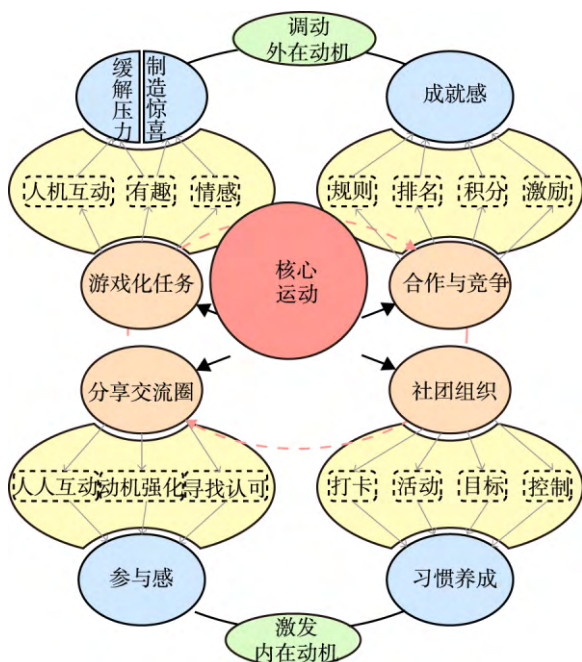 调动
外在动机
缓解压力
制造惊喜
成就感
人机互动
有趣
情感
规则
排名
积分
激励
核心
运动
游戏化任务
合作与竞争
分享交流圈
社团组织
人人互动
动机强化
寻找认可
打卡
活动
目标
控制
参与感
习惯养成
激发
内在动机